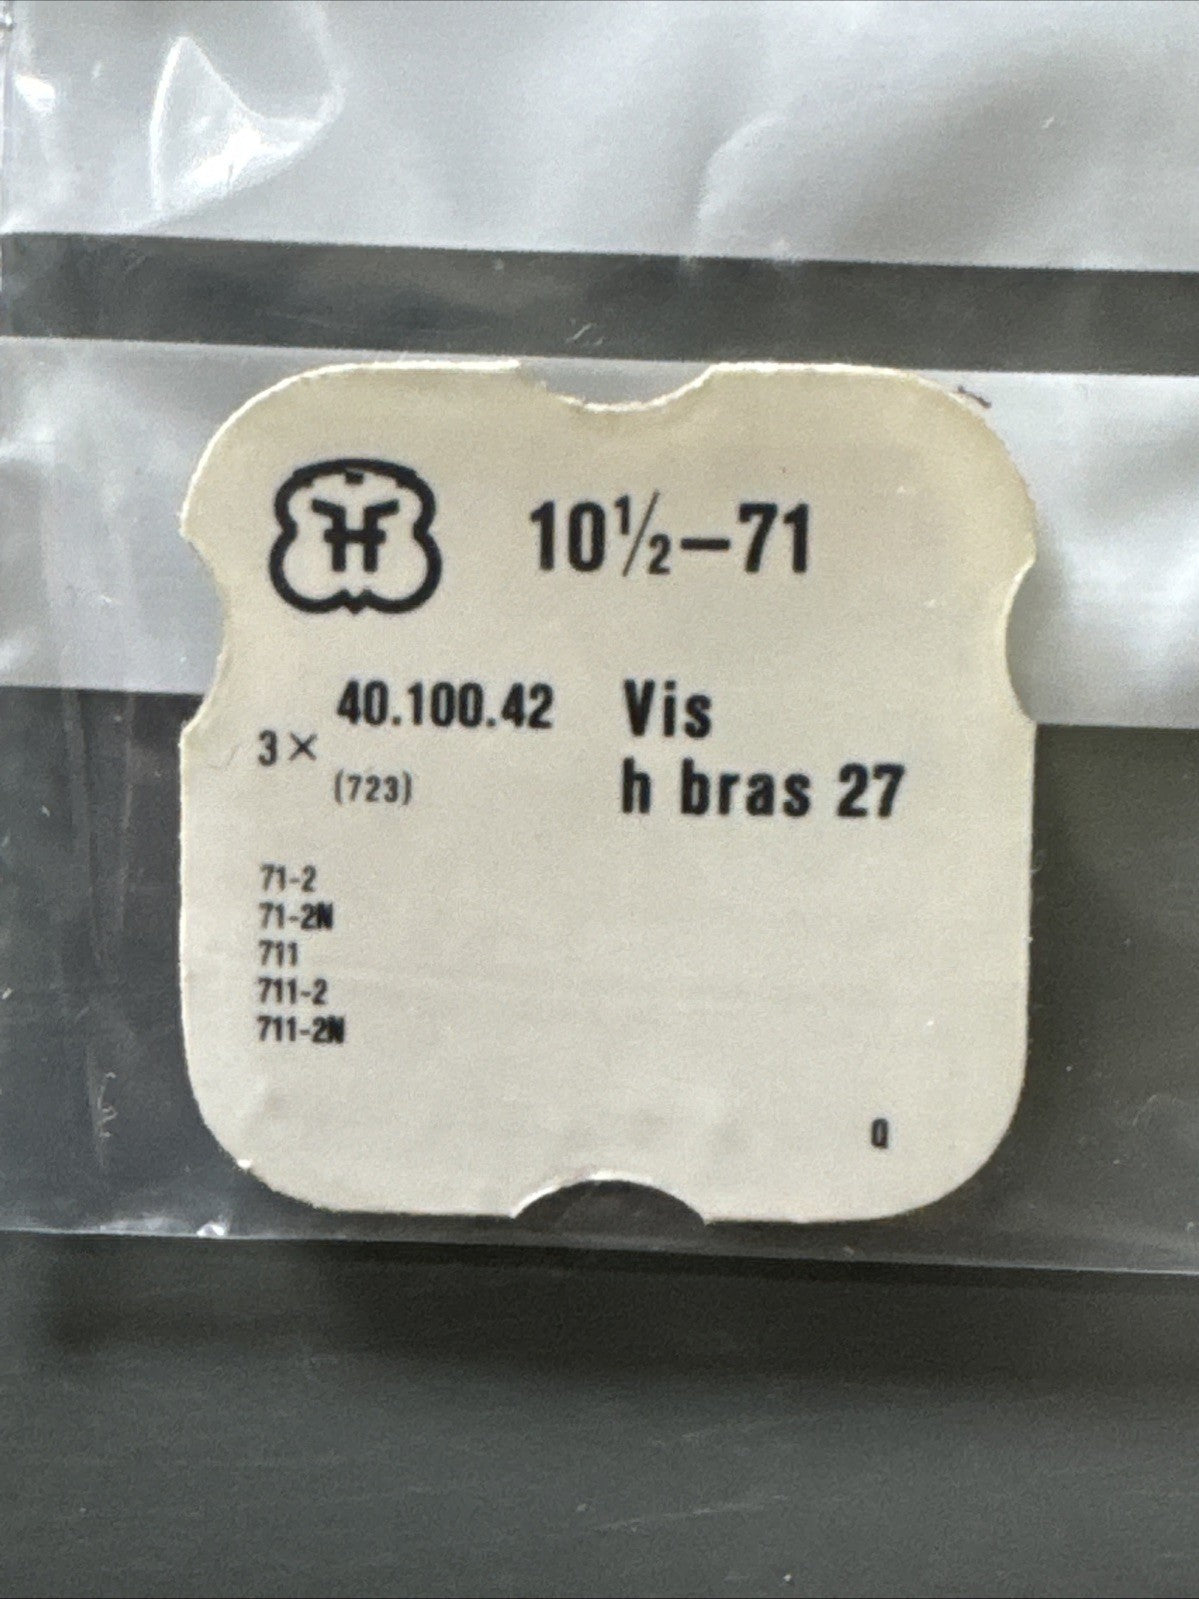 FHF 10½–71
3× 40.100.42 Vis
(723) h bras 27
71-2
71-2N
711
711-2
711-2N
Q